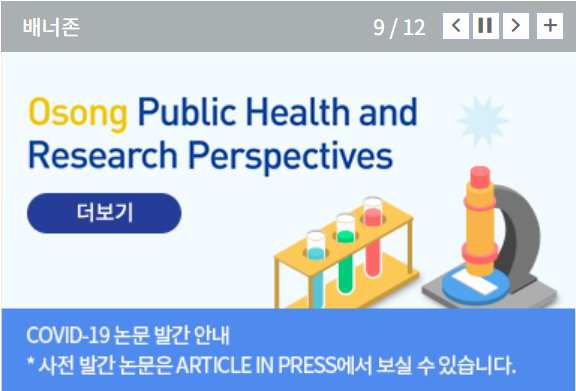 배너존
9 / 12
Osong Public Health and
Research Perspectives
더보기
COVID-19 논문 발간 안내
* 사전 발간 논문은 ARTICLE IN PRESS에서 보실 수 있습니다.